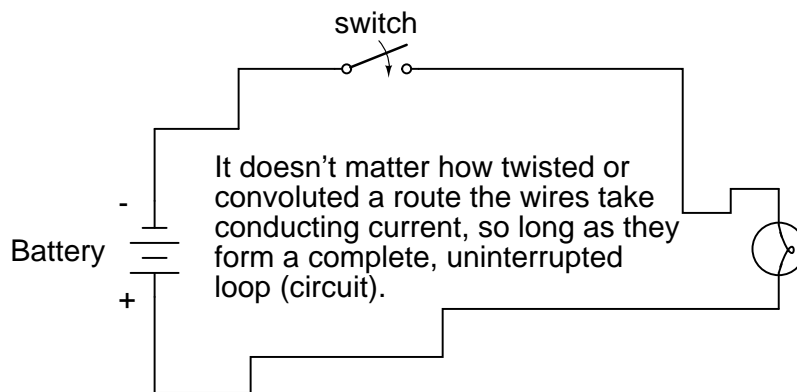 switch
It doesn’t matter how twisted or
convoluted a route the wires take
conducting current, so long as they
form a complete, uninterrupted
loop (circuit).
-
Battery
+